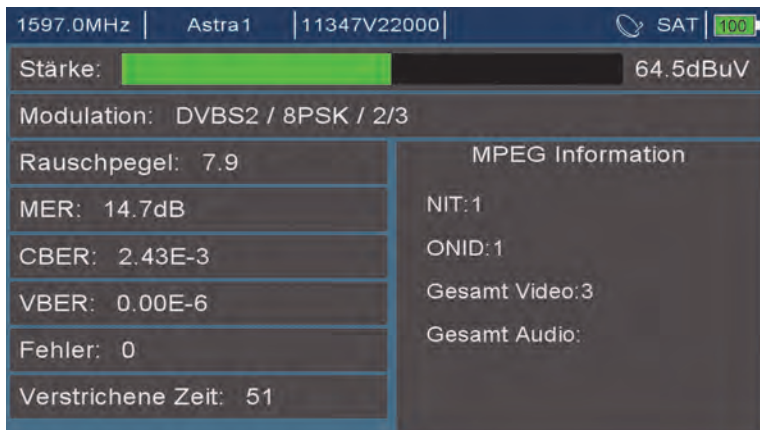 1597.0MHz | Astra1 |11347V22000| SAT | 100
Stärke: 64.5dBuV
Modulation: DVBS2 / 8PSK / 2/3
Rauschpegel: 7.9
MER: 14.7dB
CBER: 2.43E-3
VBER: 0.00E-6
Fehler: 0
Verstrichene Zeit: 51
MPEG Information
NIT:1
ONID:1
Gesamt Video:3
Gesamt Audio: